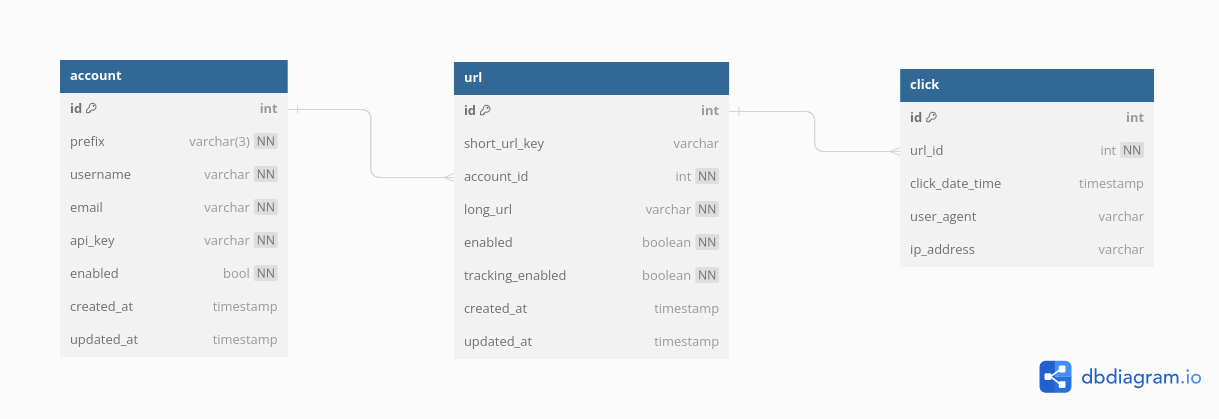 account
id int
prefix varchar(3) NN
username varchar NN
email varchar NN
api_key varchar NN
enabled bool NN
created_at timestamp
updated_at timestamp
url
id int
short_url_key varchar
account_id int NN
long_url varchar NN
enabled boolean NN
tracking_enabled boolean NN
created_at timestamp
updated_at timestamp
click
id int
url_id int NN
click_date_time timestamp
user_agent varchar
ip_address varchar
dbdiagram.io